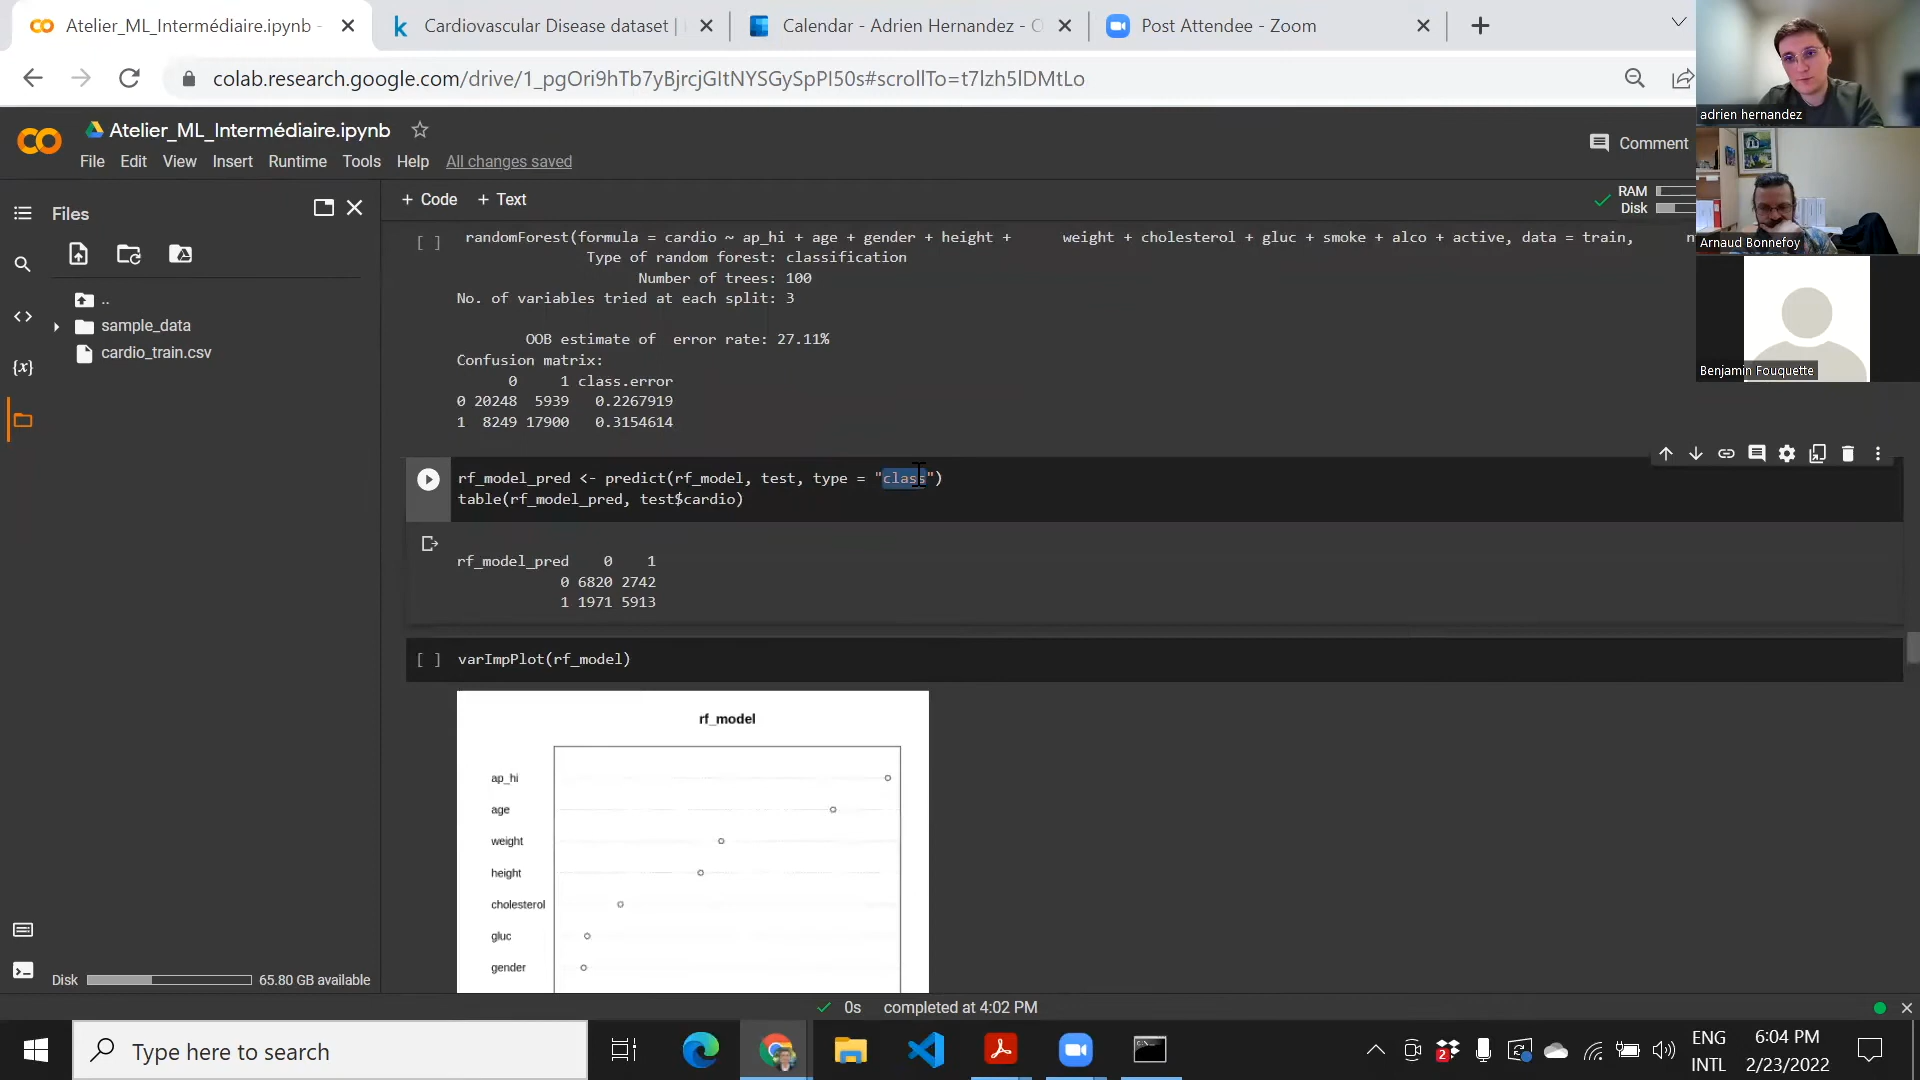 Atelier_ML_Intermédiaire.ipynb -
Cardiovascular Disease dataset |
Calendar - Adrien Hernandez - O
Post Attendee - Zoom
colab.research.google.com/drive/1_pgOri9hTb7yBjrcjGItNYSGySpPI50s#scrollTo=t7lzh5lDMtLo
Atelier_ML_Intermédiaire.ipynb
File Edit View Insert Runtime Tools Help All changes saved
Comment
adrien hernandez
Arnaud Bonnefoy
Benjamin Fouquette
Files
+ Code + Text
RAM
Disk
..
sample_data
cardio_train.csv
[ ] randomForest(formula = cardio ~ ap_hi + age + gender + height + weight + cholesterol + gluc + smoke + alco + active, data = train, n
Type of random forest: classification
Number of trees: 100
No. of variables tried at each split: 3
OOB estimate of error rate: 27.11%
Confusion matrix:
0 1 class.error
0 20248 5939 0.2267919
1 8249 17900 0.3154614
rf_model_pred <- predict(rf_model, test, type = "class")
table(rf_model_pred, test$cardio)
rf_model_pred 0 1
0 6820 2742
1 1971 5913
[ ] varImpPlot(rf_model)
rf_model
ap_hi
age
weight
height
cholesterol
gluc
gender
Disk 65.80 GB available
0s completed at 4:02 PM
Type here to search
2
ENG
INTL
6:04 PM
2/23/2022